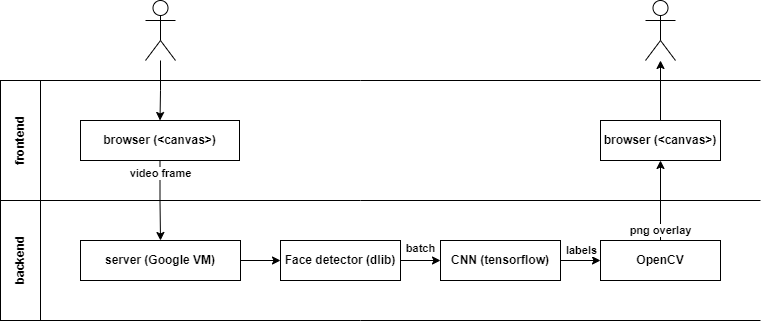 frontend
browser (<canvas>)
browser (<canvas>)
video frame
png overlay
backend
server (Google VM)
Face detector (dlib)
batch
CNN (tensorflow)
labels
OpenCV